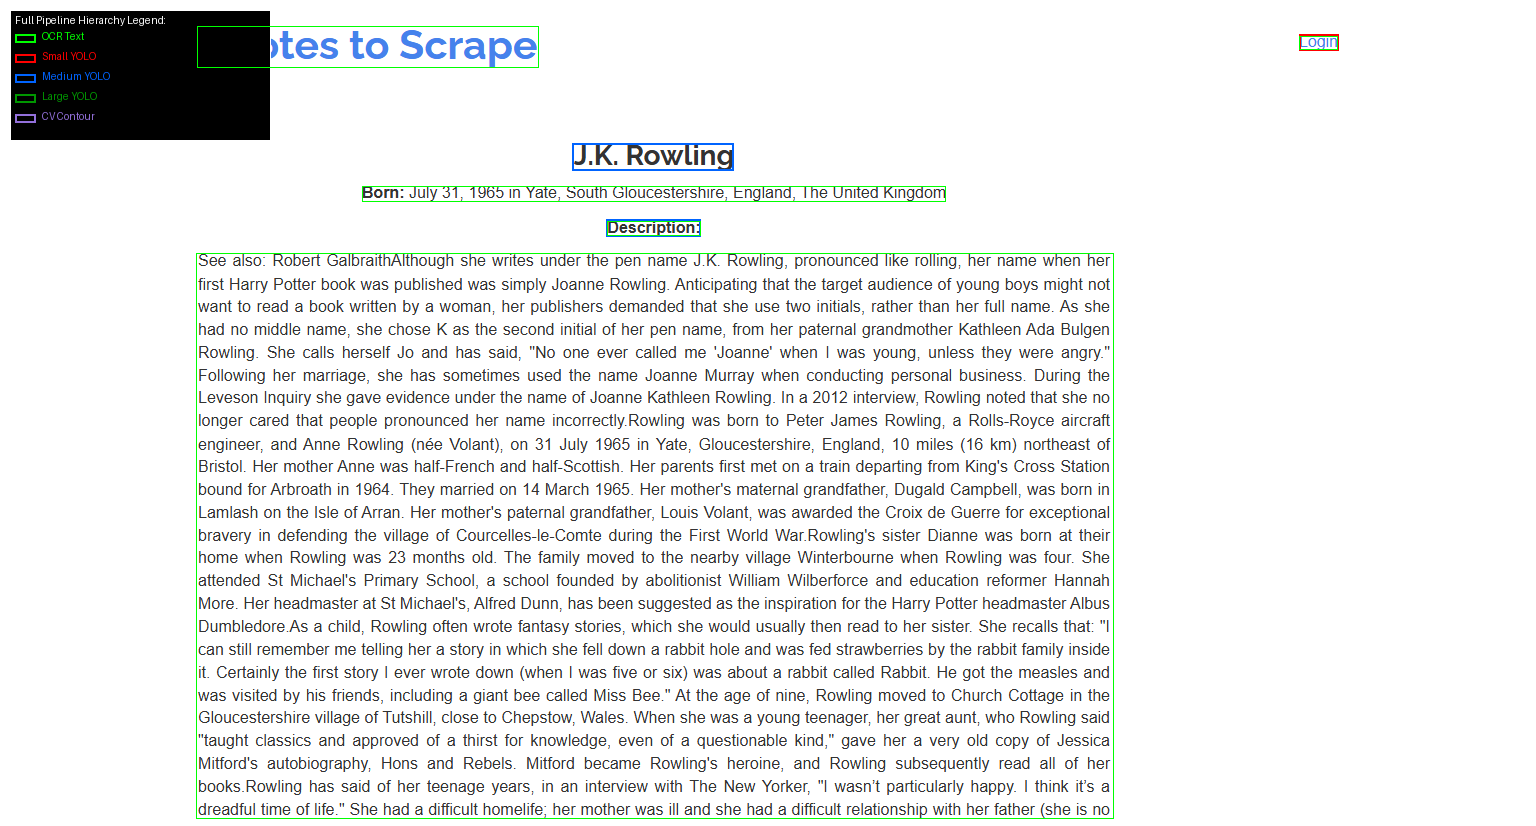 Full Pipeline Hierarchy Legend:
OCR Text
Small YOLO
Medium YOLO
Large YOLO
CV Contour
otes to Scrape
Login
J.K. Rowling
Born: July 31, 1965 in Yate, South Gloucestershire, England, The United Kingdom
Description:
See also: Robert GalbraithAlthough she writes under the pen name J.K. Rowling, pronounced like rolling, her name when her
first Harry Potter book was published was simply Joanne Rowling. Anticipating that the target audience of young boys might not
want to read a book written by a woman, her publishers demanded that she use two initials, rather than her full name. As she
had no middle name, she chose K as the second initial of her pen name, from her paternal grandmother Kathleen Ada Bulgen
Rowling. She calls herself Jo and has said, "No one ever called me 'Joanne' when I was young, unless they were angry."
Following her marriage, she has sometimes used the name Joanne Murray when conducting personal business. During the
Leveson Inquiry she gave evidence under the name of Joanne Kathleen Rowling. In a 2012 interview, Rowling noted that she no
longer cared that people pronounced her name incorrectly.Rowling was born to Peter James Rowling, a Rolls-Royce aircraft
engineer, and Anne Rowling (née Volant), on 31 July 1965 in Yate, Gloucestershire, England, 10 miles (16 km) northeast of
Bristol. Her mother Anne was half-French and half-Scottish. Her parents first met on a train departing from King's Cross Station
bound for Arbroath in 1964. They married on 14 March 1965. Her mother's maternal grandfather, Dugald Campbell, was born in
Lamlash on the Isle of Arran. Her mother's paternal grandfather, Louis Volant, was awarded the Croix de Guerre for exceptional
bravery in defending the village of Courcelles-le-Comte during the First World War.Rowling's sister Dianne was born at their
home when Rowling was 23 months old. The family moved to the nearby village Winterbourne when Rowling was four. She
attended St Michael's Primary School, a school founded by abolitionist William Wilberforce and education reformer Hannah
More. Her headmaster at St Michael's, Alfred Dunn, has been suggested as the inspiration for the Harry Potter headmaster Albus
Dumbledore.As a child, Rowling often wrote fantasy stories, which she would usually then read to her sister. She recalls that: "I
can still remember me telling her a story in which she fell down a rabbit hole and was fed strawberries by the rabbit family inside
it. Certainly the first story I ever wrote down (when I was five or six) was about a rabbit called Rabbit. He got the measles and
was visited by his friends, including a giant bee called Miss Bee." At the age of nine, Rowling moved to Church Cottage in the
Gloucestershire village of Tutshill, close to Chepstow, Wales. When she was a young teenager, her great aunt, who Rowling said
"taught classics and approved of a thirst for knowledge, even of a questionable kind," gave her a very old copy of Jessica
Mitford's autobiography, Hons and Rebels. Mitford became Rowling's heroine, and Rowling subsequently read all of her
books.Rowling has said of her teenage years, in an interview with The New Yorker, "I wasn’t particularly happy. I think it’s a
dreadful time of life." She had a difficult homelife; her mother was ill and she had a difficult relationship with her father (she is no